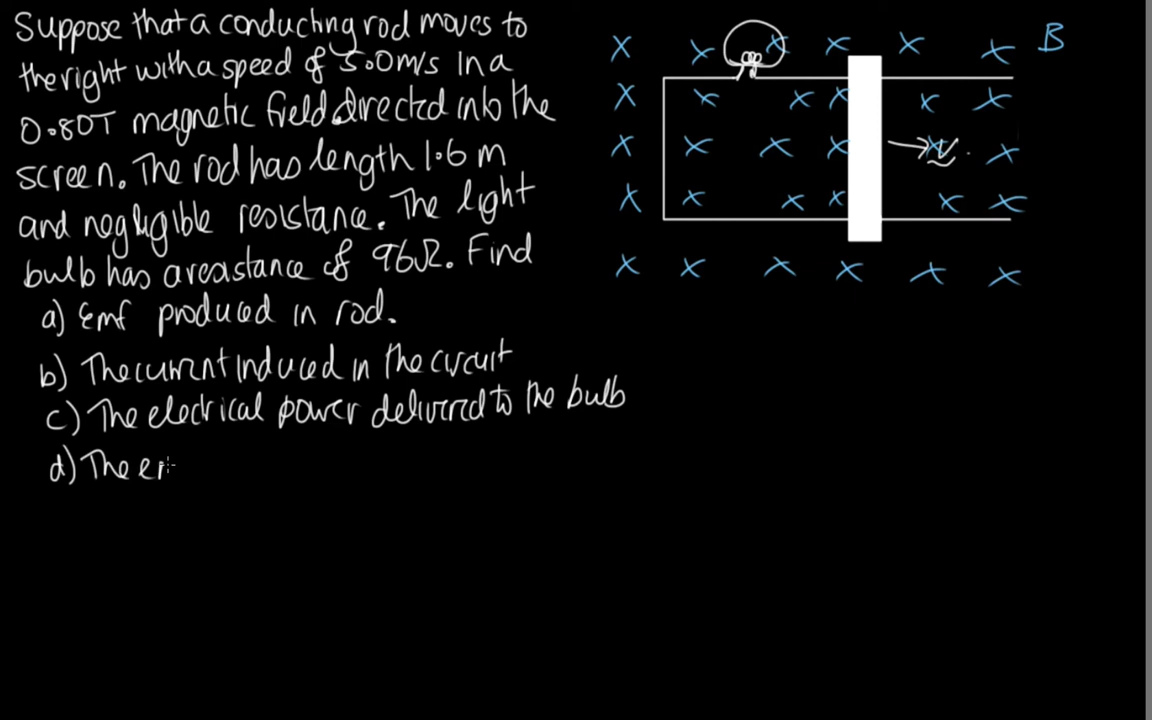 Suppose that a conducting rod moves to
the right with a speed of 5.0m/s in a
0.80T magnetic field directed into the
screen. The rod has length 1.6 m
and negligible resistance. The light
bulb has a reastance of 96Ω. Find
a) Emf produced in rod.
b) The current induced in the circuit
c) The electrical power delivered to the bulb
d) The en
X X X X X X B
X X X X X X
X X X X → V X
X X X X X X
X X X X X X